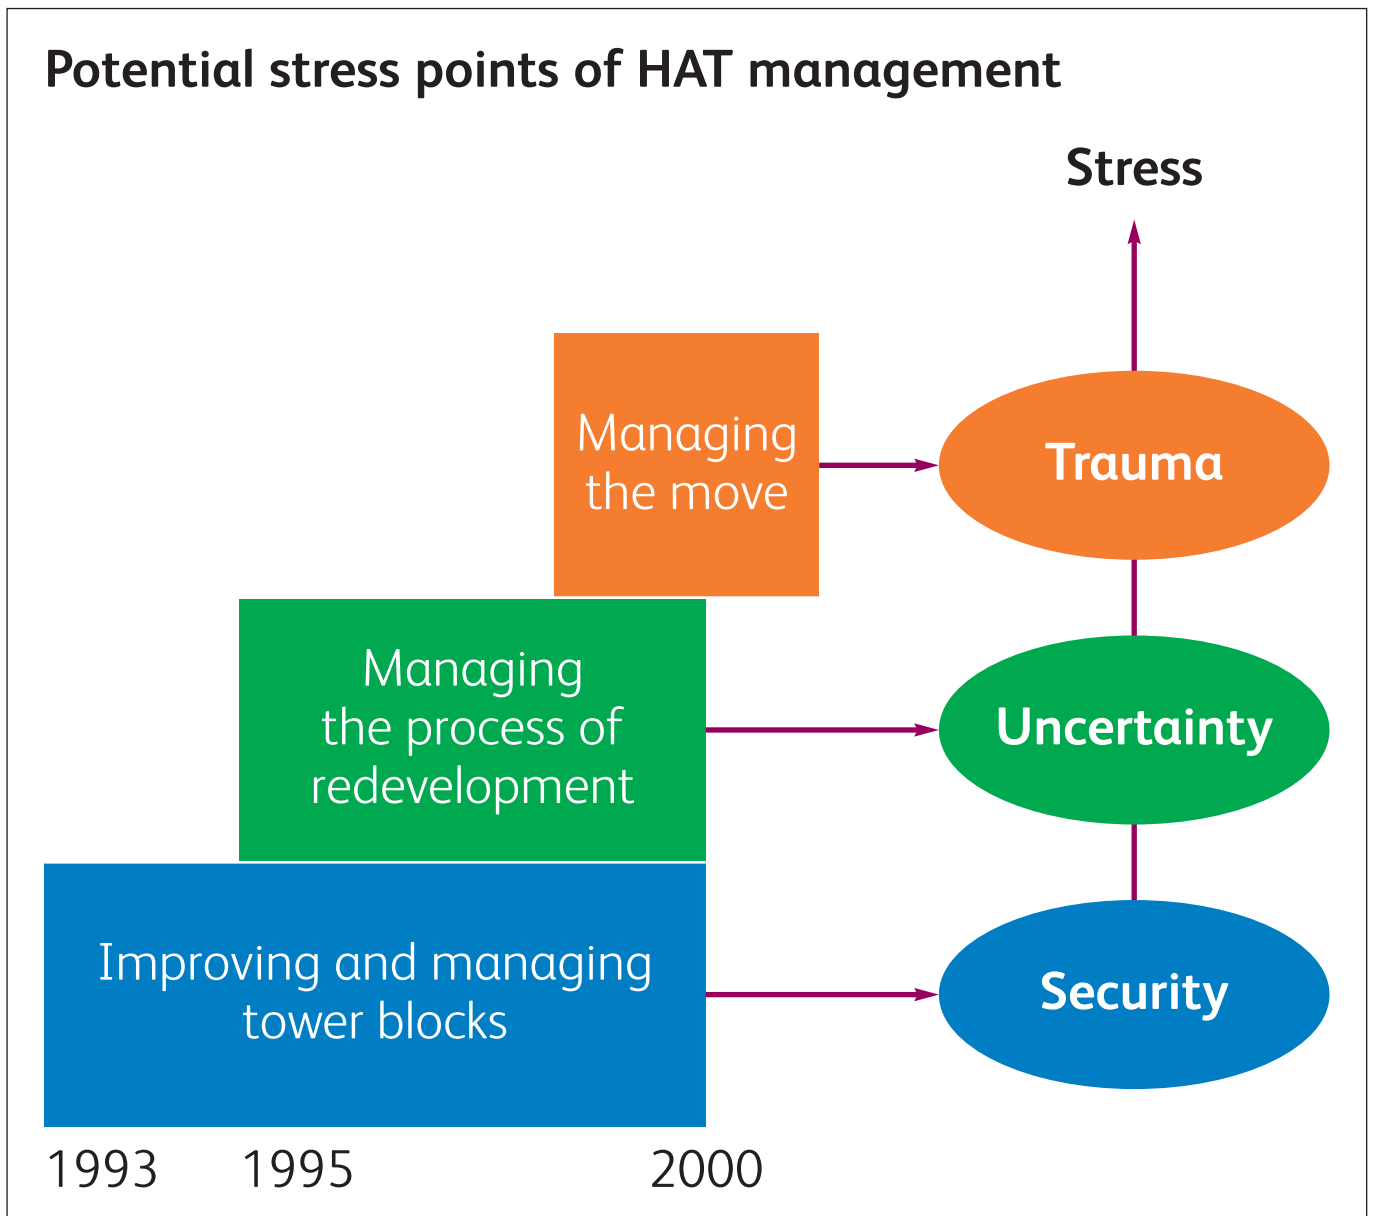 Potential stress points of HAT management
Stress
Managing
the move
Trauma
Managing
the process of
redevelopment
Uncertainty
Improving and managing
tower blocks
Security
1993
1995
2000